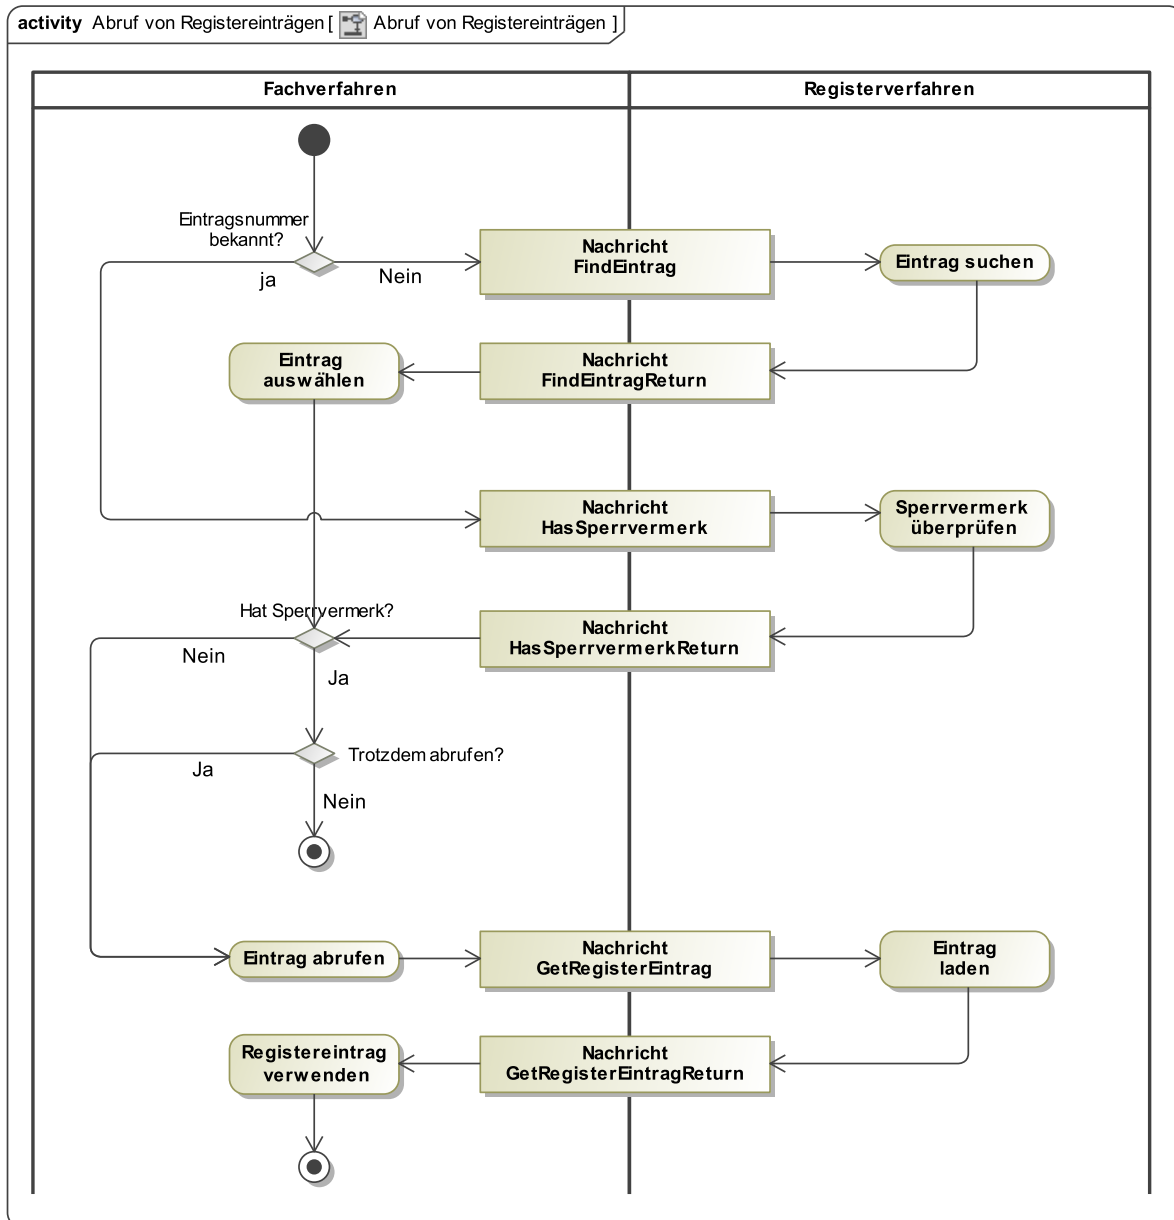 activity Abruf von Registereinträgen [ Abruf von Registereinträgen ]
Fachverfahren
Registerverfahren
Eintragsnummer
bekannt?
ja
Nein
Nachricht
FindEintrag
Eintrag suchen
Eintrag
auswählen
Nachricht
FindEintragReturn
Nachricht
HasSperrvermerk
Sperrvermerk
überprüfen
Hat Sperrvermerk?
Nein
Ja
Nachricht
HasSperrvermerkReturn
Trotzdem abrufen?
Ja
Nein
Eintrag abrufen
Nachricht
GetRegisterEintrag
Eintrag
laden
Registereintrag
verwenden
Nachricht
GetRegisterEintragReturn